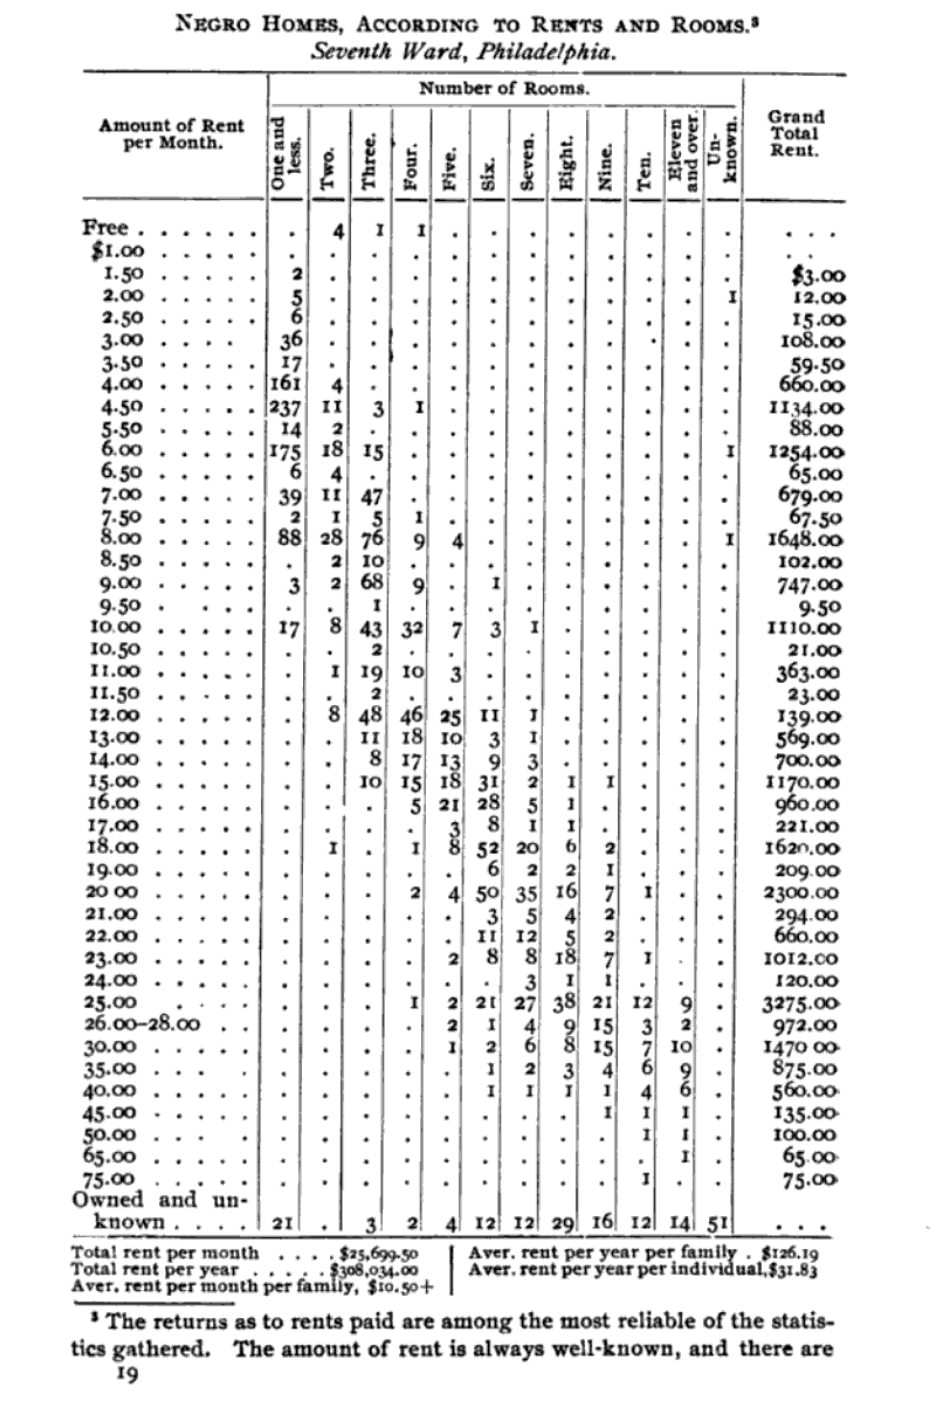 NEGRO HOMES, ACCORDING TO RENTS AND ROOMS.³
Seventh Ward, Philadelphia.
Amount of Rent per Month. | Number of Rooms. | Grand Total Rent.
One and less. | Two. | Three. | Four. | Five. | Six. | Seven. | Eight. | Nine. | Ten. | Eleven and over. | Un-known.
Free . . . . . . | . | 4 | 1 | 1 | . | . | . | . | . | . | . | . | . . .
$1.00 . . . . . | . | . | . | . | . | . | . | . | . | . | . | . | . .
1.50 . . . . . | 2 | . | . | . | . | . | . | . | . | . | . | . | $3.00
2.00 . . . . . | 5 | . | . | . | . | . | . | . | . | . | . | 1 | 12.00
2.50 . . . . . | 6 | . | . | . | . | . | . | . | . | . | . | . | 15.00
3.00 . . . . | 36 | . | . | . | . | . | . | . | . | . | . | . | 108.00
3.50 . . . . . | 17 | . | . | . | . | . | . | . | . | . | . | . | 59.50
4.00 . . . . . | 161 | 4 | . | . | . | . | . | . | . | . | . | . | 660.00
4.50 . . . . . | 237 | 11 | 3 | 1 | . | . | . | . | . | . | . | . | 1134.00
5.50 . . . . . | 14 | 2 | . | . | . | . | . | . | . | . | . | . | 88.00
6.00 . . . . . | 175 | 18 | 15 | . | . | . | . | . | . | . | . | 1 | 1254.00
6.50 . . . . . | 6 | 4 | . | . | . | . | . | . | . | . | . | . | 65.00
7.00 . . . . . | 39 | 11 | 47 | . | . | . | . | . | . | . | . | . | 679.00
7.50 . . . . . | 2 | 1 | 5 | 1 | . | . | . | . | . | . | . | . | 67.50
8.00 . . . . . | 88 | 28 | 76 | 9 | 4 | . | . | . | . | . | . | 1 | 1648.00
8.50 . . . . . | . | 2 | 10 | . | . | . | . | . | . | . | . | . | 102.00
9.00 . . . . . | 3 | 2 | 68 | 9 | . | 1 | . | . | . | . | . | . | 747.00
9.50 . . . . | . | . | 1 | . | . | . | . | . | . | . | . | . | 9.50
10.00 . . . . . | 17 | 8 | 43 | 32 | 7 | 3 | 1 | . | . | . | . | . | 1110.00
10.50 . . . . . | . | . | 2 | . | . | . | . | . | . | . | . | . | 21.00
11.00 . . . . . | . | 1 | 19 | 10 | 3 | . | . | . | . | . | . | . | 363.00
11.50 . . . . . | . | . | 2 | . | . | . | . | . | . | . | . | . | 23.00
12.00 . . . . . | . | 8 | 48 | 46 | 25 | 11 | 1 | . | . | . | . | . | 139.00
13.00 . . . . . | . | . | 11 | 18 | 10 | 3 | 1 | . | . | . | . | . | 569.00
14.00 . . . . . | . | . | 8 | 17 | 13 | 9 | 3 | . | . | . | . | . | 700.00
15.00 . . . . . | . | . | 10 | 15 | 18 | 31 | 2 | 1 | 1 | . | . | . | 1170.00
16.00 . . . . . | . | . | . | 5 | 21 | 28 | 5 | 1 | . | . | . | . | 960.00
17.00 . . . . . | . | . | . | . | 3 | 8 | 1 | 1 | . | . | . | . | 221.00
18.00 . . . . . | . | 1 | . | 1 | 8 | 52 | 20 | 6 | 2 | . | . | . | 1620.00
19.00 . . . . . | . | . | . | . | . | 6 | 2 | 2 | 1 | . | . | . | 209.00
20 00 . . . . . | . | . | . | 2 | 4 | 50 | 35 | 16 | 7 | 1 | . | . | 2300.00
21.00 . . . . . | . | . | . | . | . | 3 | 5 | 4 | 2 | . | . | . | 294.00
22.00 . . . . . | . | . | . | . | . | 11 | 12 | 5 | 2 | . | . | . | 660.00
23.00 . . . . . | . | . | . | . | 2 | 8 | 8 | 18 | 7 | 1 | . | . | 1012.00
24.00 . . . . . | . | . | . | . | . | . | 3 | 1 | 1 | . | . | . | 120.00
25.00 . . . . | . | . | . | 1 | 2 | 21 | 27 | 38 | 21 | 12 | 9 | . | 3275.00
26.00–28.00 . . | . | . | . | . | 2 | 1 | 4 | 9 | 15 | 3 | 2 | . | 972.00
30.00 . . . . . | . | . | . | . | 1 | 2 | 6 | 8 | 15 | 7 | 10 | . | 1470 00
35.00 . . . . . | . | . | . | . | . | 1 | 2 | 3 | 4 | 6 | 9 | . | 875.00
40.00 . . . . . | . | . | . | . | . | 1 | 1 | 1 | 1 | 4 | 6 | . | 560.00
45.00 . . . . . | . | . | . | . | . | . | . | . | 1 | 1 | 1 | . | 135.00
50.00 . . . . | . | . | . | . | . | . | . | . | . | 1 | 1 | . | 100.00
65.00 . . . . . | . | . | . | . | . | . | . | . | . | . | 1 | . | 65.00
75.00 . . . . . | . | . | . | . | . | . | . | . | . | 1 | . | . | 75.00
Owned and un-
known . . . . | 21 | . | 3 | 2 | 4 | 12 | 12 | 29 | 16 | 12 | 14 | 51 | . . .
Total rent per month . . . . $25,699.50
Total rent per year . . . . . $308,034.00
Aver. rent per month per family, $10.50+
Aver. rent per year per family . $126.19
Aver. rent per year per individual, $31.83
³ The returns as to rents paid are among the most reliable of the statis-
tics gathered. The amount of rent is always well-known, and there are
19